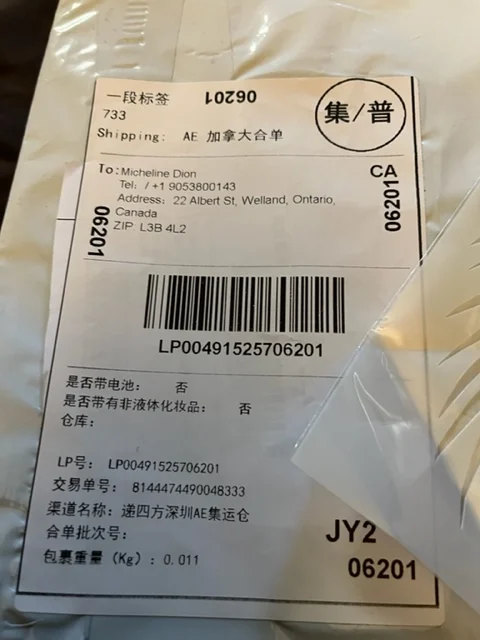 一段标签
06201
733
集/普
Shipping: AE 加拿大合单
To: Micheline Dion
CA
Tel: / +1 9053800143
Address: 22 Albert St, Welland, Ontario,
Canada
ZIP L3B 4L2
06201
06201
LP00491525706201
是否带电池: 否
是否带有非液体化妆品: 否
仓库:
LP号: LP00491525706201
交易单号: 8144474490048333
渠道名称: 递四方深圳AE集运仓
合单批次号:
JY2
包裹重量 (Kg) : 0.011
06201